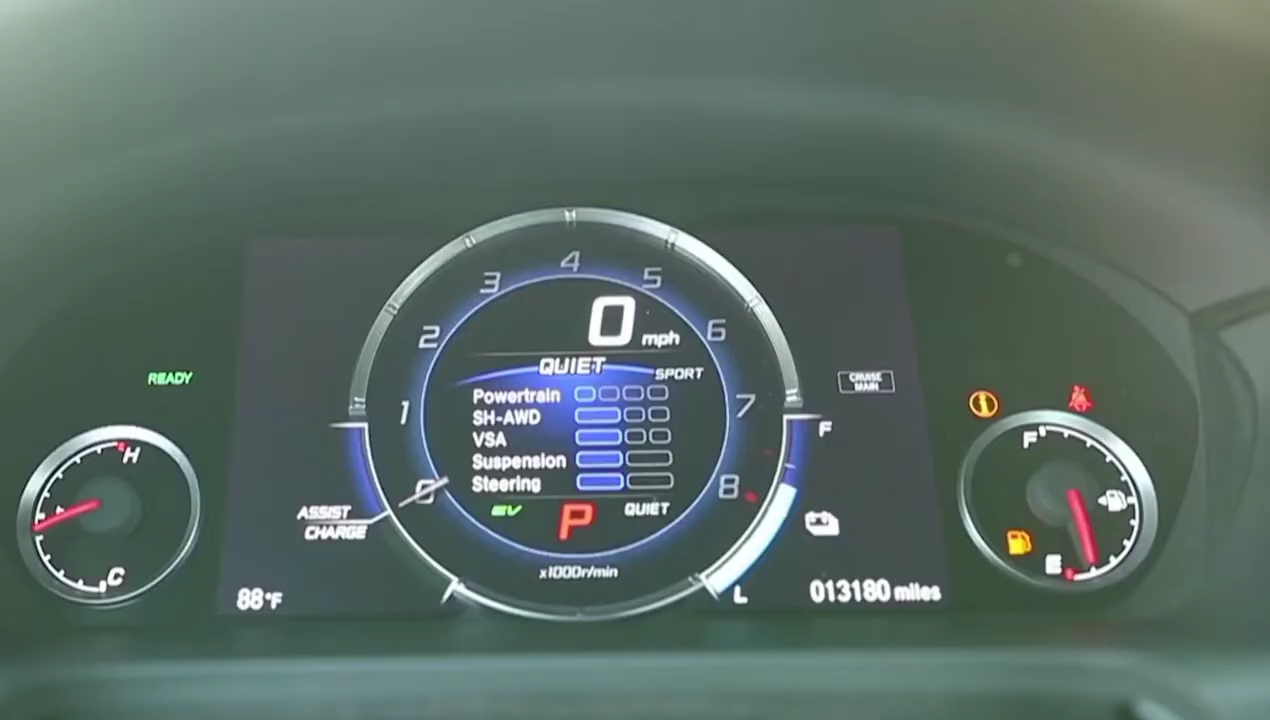 4
3 5
0 mph
2 6
QUIET
SPORT
READY
CRUISE MAIN
Powertrain
SH-AWD
1 7
VSA
F
F
H
Suspension
Steering
0 8
ASSIST
CHARGE
EV P QUIET
E
C
x1000r/min
88°F
L
013180 miles